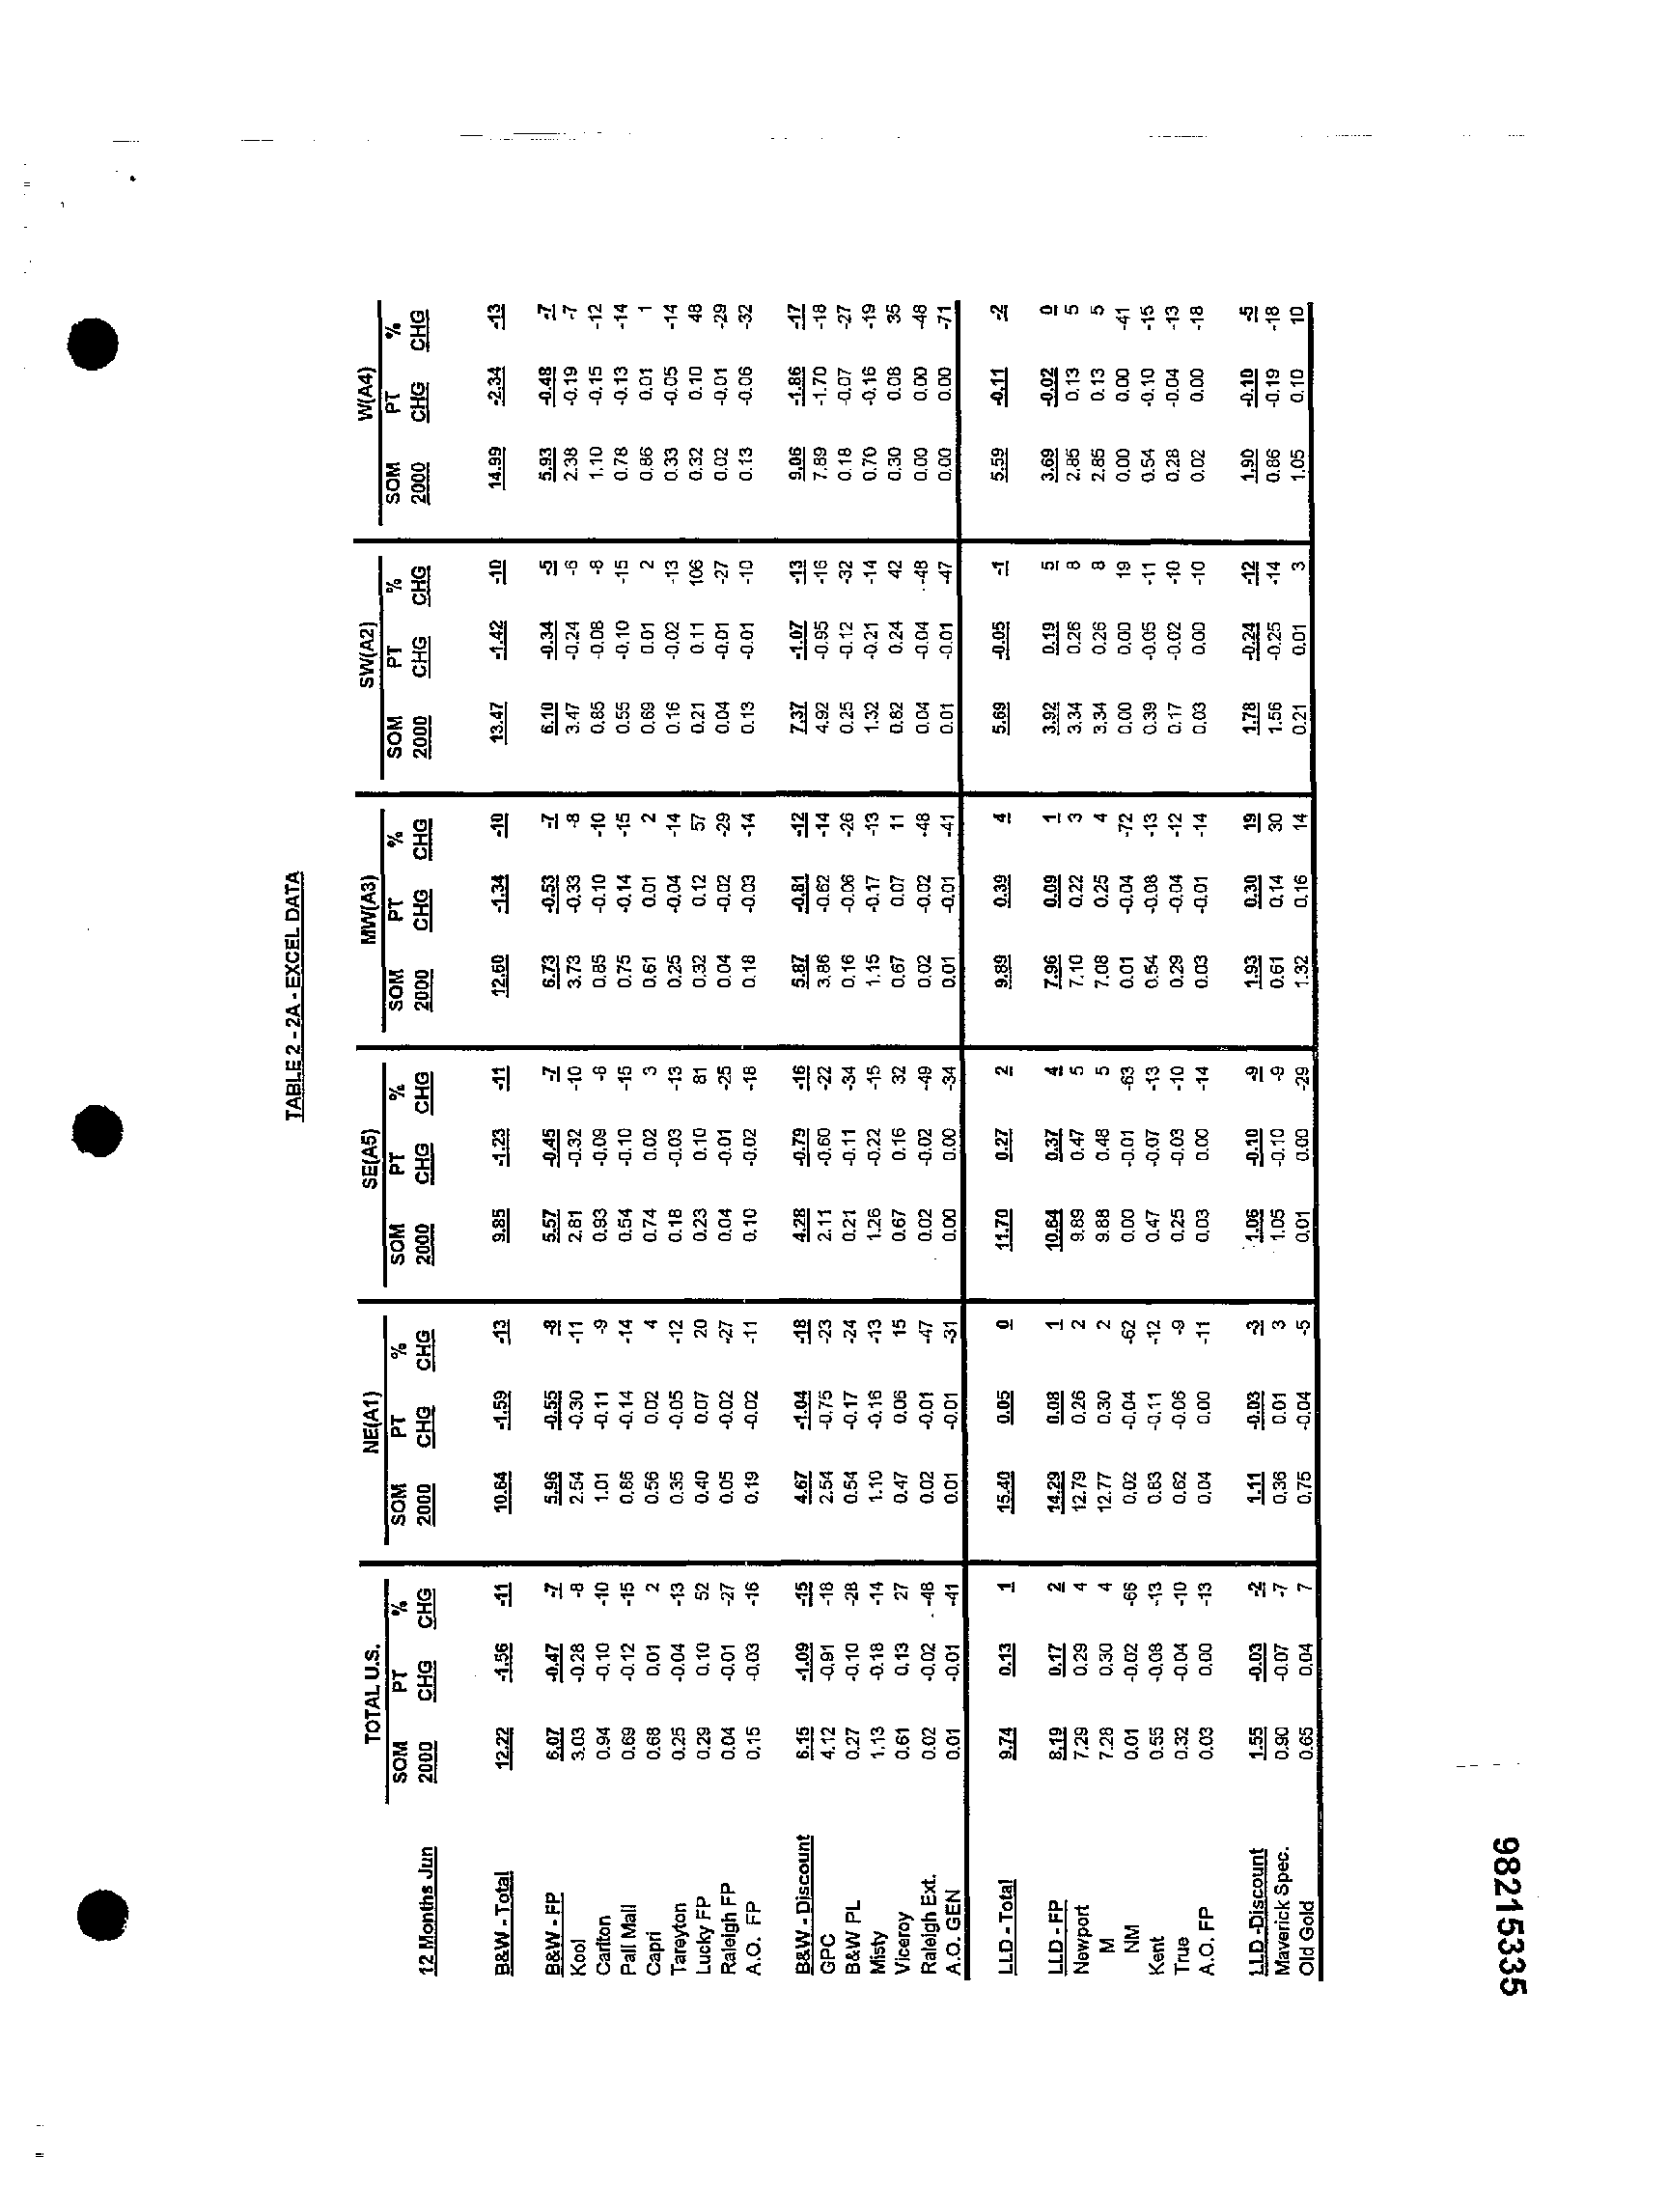 TABLE 2 - 2A - EXCEL DATA
TOTAL U.S. NE(A1) SE(A5) MW(A3) SW(A2) W(A4)
SOM PT % SOM PT % SOM PT % SOM PT % SOM PT % SOM PT %
12 Months Jun 2000 CHG CHG 2000 CHG CHG 2000 CHG CHG 2000 CHG CHG 2000 CHG CHG 2000 CHG CHG
B&W - Total 12.22 -1.56 -11 10.64 -1.59 -13 9.85 -1.23 -11 12.60 -1.34 -10 13.47 -1.42 -10 14.99 -2.34 -13
B&W - FP 6.07 -0.47 -7 5.96 -0.55 -8 5.57 -0.45 -7 6.73 -0.53 -7 6.10 -0.34 -5 5.93 -0.48 -7
Kool 3.03 -0.28 -8 2.54 -0.30 -11 2.81 -0.32 -10 3.73 -0.33 -8 3.47 -0.24 -6 2.38 -0.19 -7
Carlton 0.94 -0.10 -10 1.01 -0.11 -9 0.93 -0.09 -8 0.85 -0.10 -10 0.85 -0.08 -8 1.10 -0.15 -12
Pall Mall 0.69 -0.12 -15 0.86 -0.14 -14 0.54 -0.10 -15 0.75 -0.14 -15 0.55 -0.10 -15 0.78 -0.13 -14
Capri 0.68 0.01 2 0.56 0.02 4 0.74 0.02 3 0.61 0.01 2 0.69 0.01 2 0.86 0.01 1
Tareyton 0.25 -0.04 -13 0.35 -0.05 -12 0.18 -0.03 -13 0.25 -0.04 -14 0.16 -0.02 -13 0.33 -0.05 -14
Lucky FP 0.29 0.10 52 0.40 0.07 20 0.23 0.10 81 0.32 0.12 57 0.21 0.11 106 0.32 0.10 48
Raleigh FP 0.04 -0.01 -27 0.05 -0.02 -27 0.04 -0.01 -25 0.04 -0.02 -29 0.04 -0.01 -27 0.02 -0.01 -29
A.O. FP 0.15 -0.03 -16 0.19 -0.02 -11 0.10 -0.02 -18 0.18 -0.03 -14 0.13 -0.01 -10 0.13 -0.06 -32
B&W - Discount 6.15 -1.09 -15 4.67 -1.04 -18 4.28 -0.79 -16 5.87 -0.81 -12 7.37 -1.07 -13 9.06 -1.86 -17
GPC 4.12 -0.91 -18 2.54 -0.75 -23 2.11 -0.60 -22 3.86 -0.62 -14 4.92 -0.95 -16 7.89 -1.70 -18
B&W PL 0.27 -0.10 -28 0.54 -0.17 -24 0.21 -0.11 -34 0.16 -0.06 -26 0.25 -0.12 -32 0.18 -0.07 -27
Misty 1.13 -0.18 -14 1.10 -0.16 -13 1.26 -0.22 -15 1.15 -0.17 -13 1.32 -0.21 -14 0.70 -0.16 -19
Viceroy 0.61 0.13 27 0.47 0.06 15 0.67 0.16 32 0.67 0.07 11 0.82 0.24 42 0.30 0.08 35
Raleigh Ext. 0.02 -0.02 -48 0.02 -0.01 -47 0.02 -0.02 -49 0.02 -0.02 -48 0.04 -0.04 -48 0.00 0.00 -48
A.O. GEN 0.01 -0.01 -41 0.01 -0.01 -31 0.00 0.00 -34 0.01 -0.01 -41 0.01 -0.01 -47 0.00 0.00 -71
LLD - Total 9.74 0.13 1 15.40 0.05 0 11.70 0.27 2 9.89 0.39 4 5.69 -0.05 -1 5.59 -0.11 -2
LLD - FP 8.19 0.17 2 14.29 0.08 1 10.64 0.37 4 7.96 0.09 1 3.92 0.19 5 3.69 -0.02 0
Newport 7.29 0.29 4 12.79 0.26 2 9.89 0.47 5 7.10 0.22 3 3.34 0.26 8 2.85 0.13 5
M 7.28 0.30 4 12.77 0.30 2 9.88 0.48 5 7.08 0.25 4 3.34 0.26 8 2.85 0.13 5
NM 0.01 -0.02 -66 0.02 -0.04 -62 0.00 -0.01 -63 0.01 -0.04 -72 0.00 0.00 19 0.00 0.00 -41
Kent 0.55 -0.08 -13 0.83 -0.11 -12 0.47 -0.07 -13 0.54 -0.08 -13 0.39 -0.05 -11 0.54 -0.10 -15
True 0.32 -0.04 -10 0.62 -0.06 -9 0.25 -0.03 -10 0.29 -0.04 -12 0.17 -0.02 -10 0.28 -0.04 -13
A.O. FP 0.03 0.00 -13 0.04 0.00 -11 0.03 0.00 -14 0.03 -0.01 -14 0.03 0.00 -10 0.02 0.00 -18
LLD -Discount 1.55 -0.03 -2 1.11 -0.03 -3 1.06 -0.10 -9 1.93 0.30 19 1.78 -0.24 -12 1.90 -0.10 -5
Maverick Spec. 0.90 -0.07 -7 0.36 0.01 3 1.05 -0.10 -9 0.61 0.14 30 1.56 -0.25 -14 0.86 -0.19 -18
Old Gold 0.65 0.04 7 0.75 -0.04 -5 0.01 0.00 -29 1.32 0.16 14 0.21 0.01 3 1.05 0.10 10
98215335